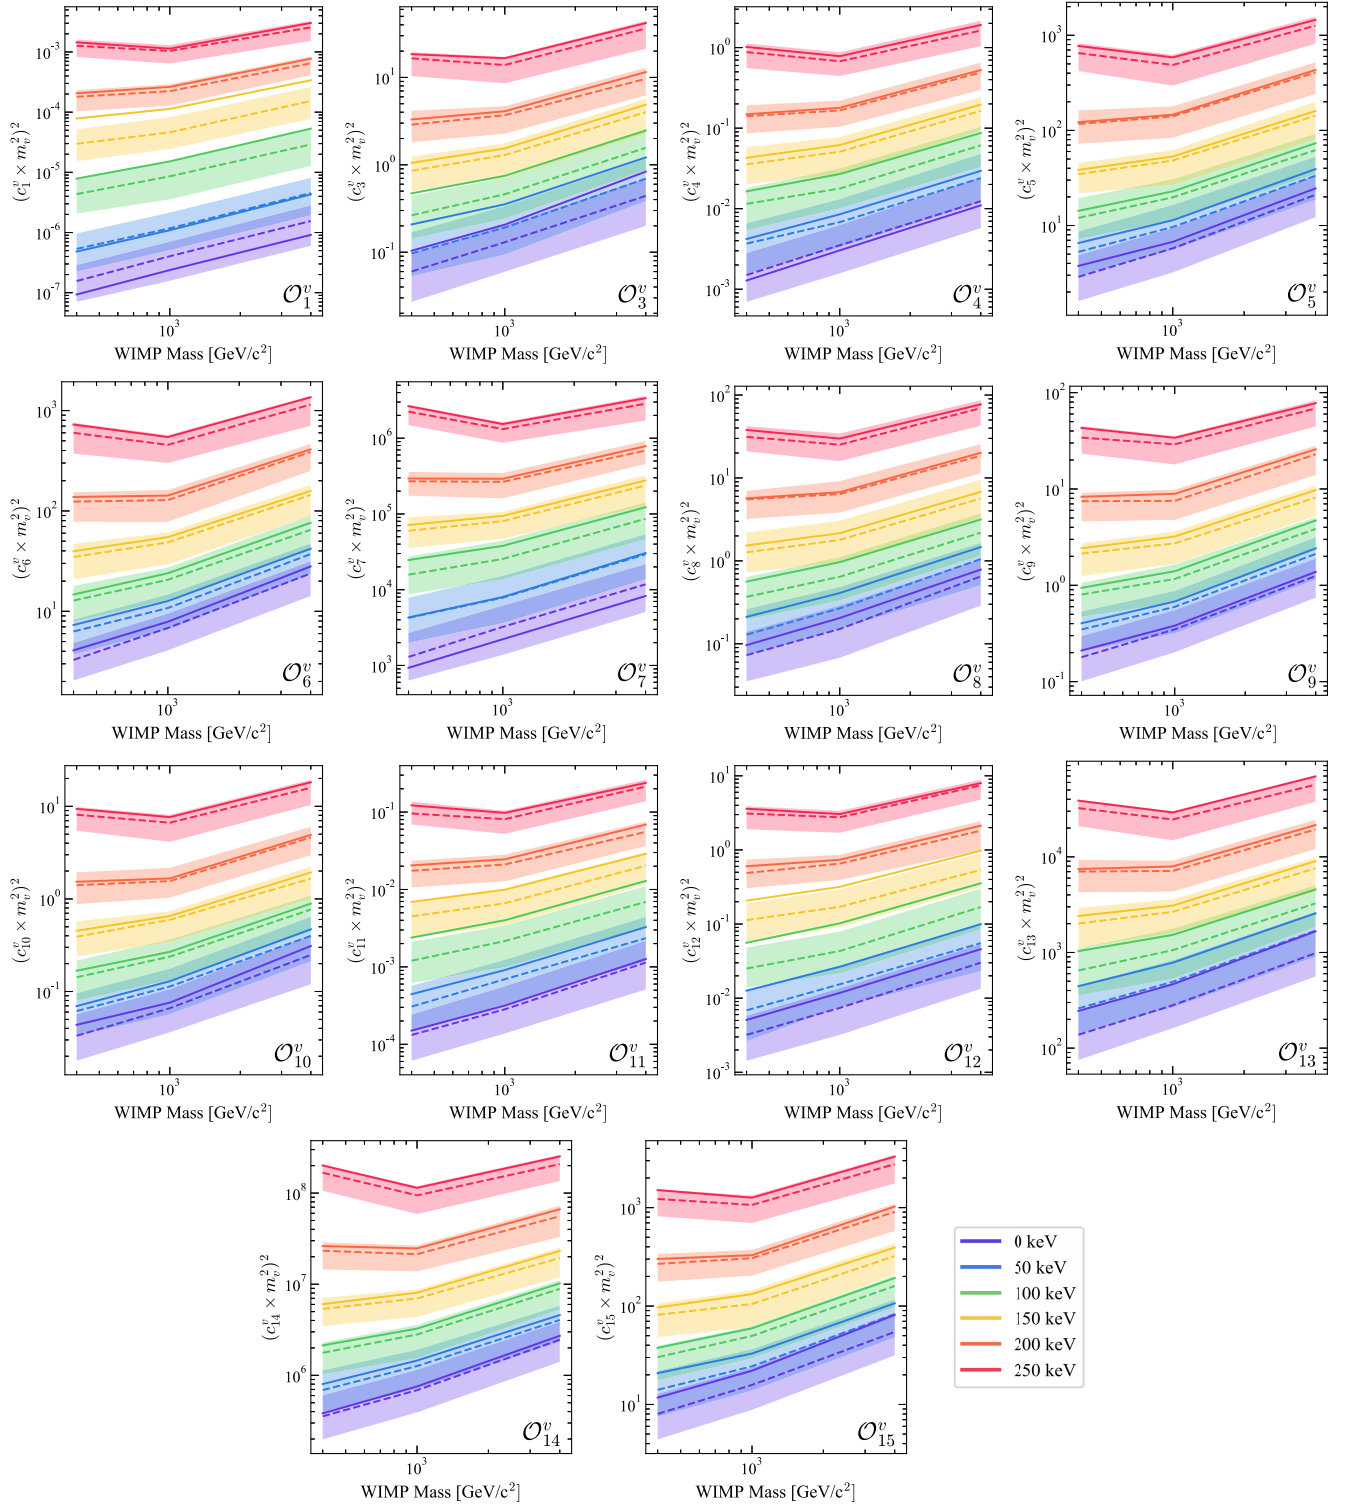 (c₁ᵛ × mᵥ²)²
10⁻³
10⁻⁴
10⁻⁵
10⁻⁶
10⁻⁷
𝒪₁ᵛ
10³
WIMP Mass [GeV/c²]
(c₃ᵛ × mᵥ²)²
10¹
10⁰
10⁻¹
𝒪₃ᵛ
10³
WIMP Mass [GeV/c²]
(c₄ᵛ × mᵥ²)²
10⁰
10⁻¹
10⁻²
10⁻³
𝒪₄ᵛ
10³
WIMP Mass [GeV/c²]
(c₅ᵛ × mᵥ²)²
10³
10²
10¹
𝒪₅ᵛ
10³
WIMP Mass [GeV/c²]
(c₆ᵛ × mᵥ²)²
10³
10²
10¹
𝒪₆ᵛ
10³
WIMP Mass [GeV/c²]
(c₇ᵛ × mᵥ²)²
10⁷
10⁶
10⁵
10⁴
10³
𝒪₇ᵛ
10³
WIMP Mass [GeV/c²]
(c₈ᵛ × mᵥ²)²
10²
10¹
10⁰
10⁻¹
𝒪₈ᵛ
10³
WIMP Mass [GeV/c²]
(c₉ᵛ × mᵥ²)²
10²
10¹
10⁰
10⁻¹
𝒪₉ᵛ
10³
WIMP Mass [GeV/c²]
(c₁₀ᵛ × mᵥ²)²
10¹
10⁰
10⁻¹
𝒪₁₀ᵛ
10³
WIMP Mass [GeV/c²]
(c₁₁ᵛ × mᵥ²)²
10⁻¹
10⁻²
10⁻³
10⁻⁴
𝒪₁₁ᵛ
10³
WIMP Mass [GeV/c²]
(c₁₂ᵛ × mᵥ²)²
10¹
10⁰
10⁻¹
10⁻²
10⁻³
𝒪₁₂ᵛ
10³
WIMP Mass [GeV/c²]
(c₁₃ᵛ × mᵥ²)²
10⁴
10³
10²
𝒪₁₃ᵛ
10³
WIMP Mass [GeV/c²]
(c₁₄ᵛ × mᵥ²)²
10⁸
10⁷
10⁶
𝒪₁₄ᵛ
10³
WIMP Mass [GeV/c²]
(c₁₅ᵛ × mᵥ²)²
10³
10²
10¹
𝒪₁₅ᵛ
10³
WIMP Mass [GeV/c²]
0 keV
50 keV
100 keV
150 keV
200 keV
250 keV